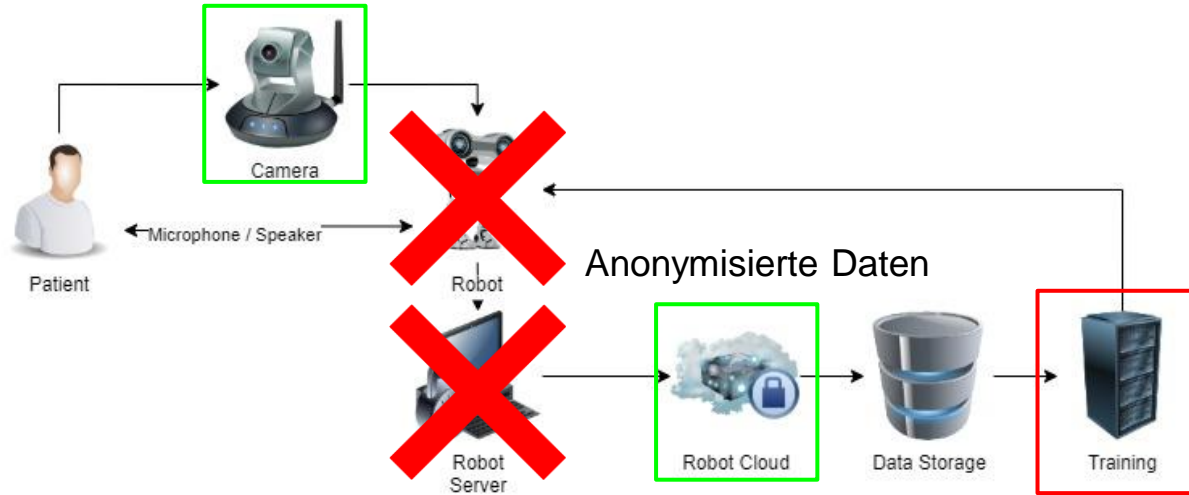 Camera
Microphone / Speaker
Patient
Robot
Anonymisierte Daten
Robot
Server
Robot Cloud
Data Storage
Training